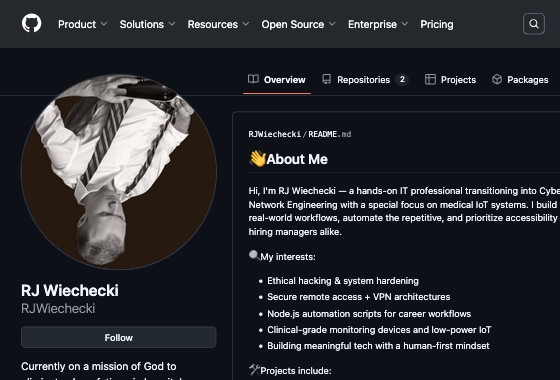 Product
Solutions
Resources
Open Source
Enterprise
Pricing
Overview
Repositories 2
Projects
Packages
RJWiechecki/README.md
👋About Me
Hi, I'm RJ Wiechecki — a hands-on IT professional transitioning into Cybe
Network Engineering with a special focus on medical IoT systems. I build
real-world workflows, automate the repetitive, and prioritize accessibility
hiring managers alike.
🔍My interests:
• Ethical hacking & system hardening
• Secure remote access + VPN architectures
• Node.js automation scripts for career workflows
• Clinical-grade monitoring devices and low-power IoT
• Building meaningful tech with a human-first mindset
🛠️Projects include:
RJ Wiechecki
RJWiechecki
Follow
Currently on a mission of God to